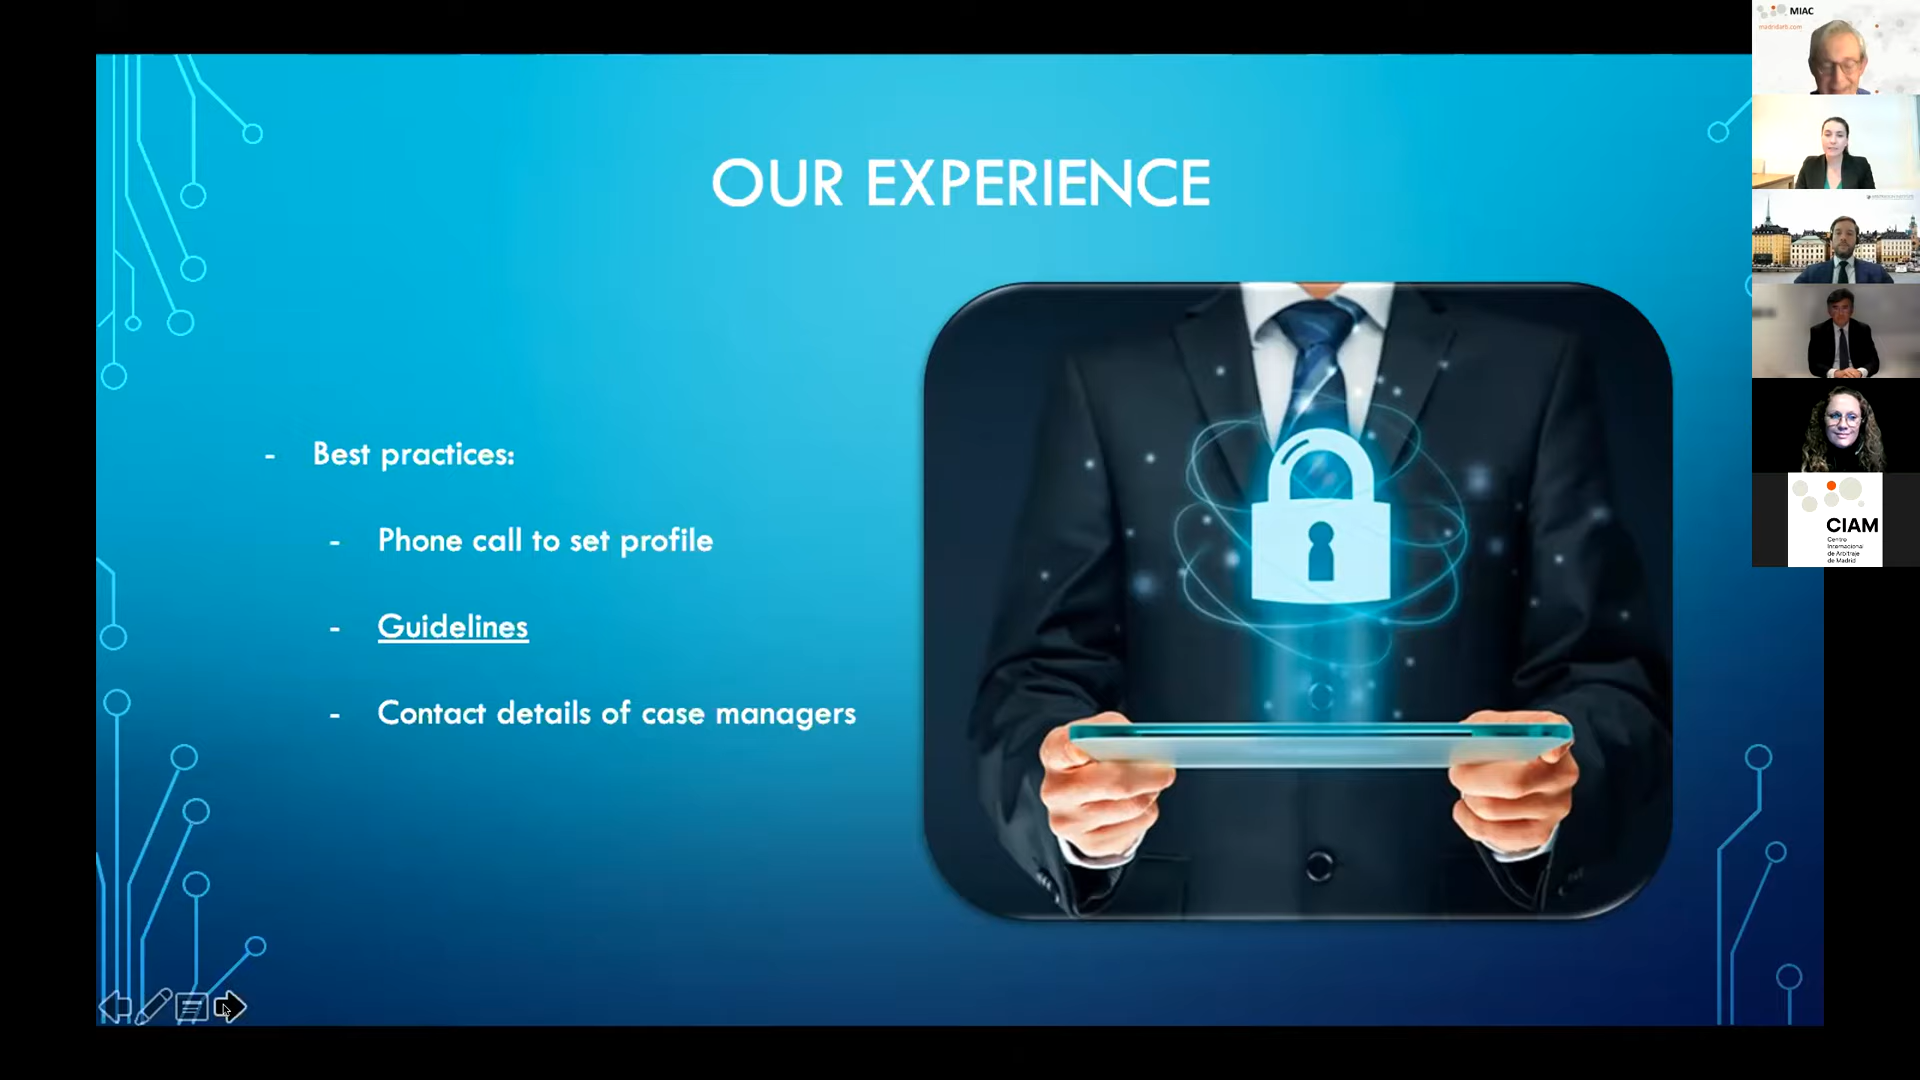 OUR EXPERIENCE
- Best practices:
- Phone call to set profile
- Guidelines
- Contact details of case managers
MIAC
madridarb.com
CIAM
Centro
Internacional
de Arbitraje
de Madrid